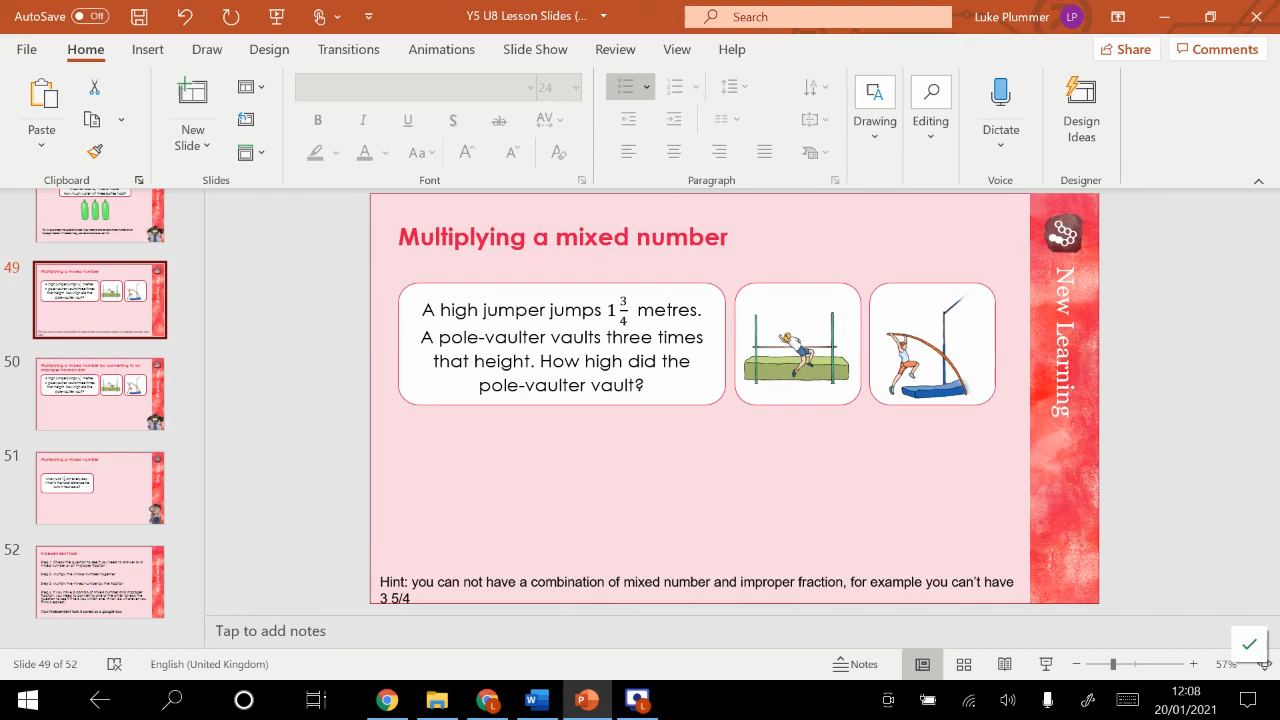 AutoSave Off
Y5 U8 Lesson Slides (...
Search
Luke Plummer LP
File Home Insert Draw Design Transitions Animations Slide Show Review View Help
Share Comments
24
Paste
New Slide
Drawing
Editing
Dictate
Design Ideas
Clipboard Slides Font Paragraph Voice Designer
49
50
51
52
Multiplying a mixed number
A high jumper jumps 1 3/4 metres.
A pole-vaulter vaults three times
that height. How high did the
pole-vaulter vault?
New Learning
Hint: you can not have a combination of mixed number and improper fraction, for example you can't have
3 5/4
Tap to add notes
Slide 49 of 52 English (United Kingdom) Notes 57%
12:08
20/01/2021